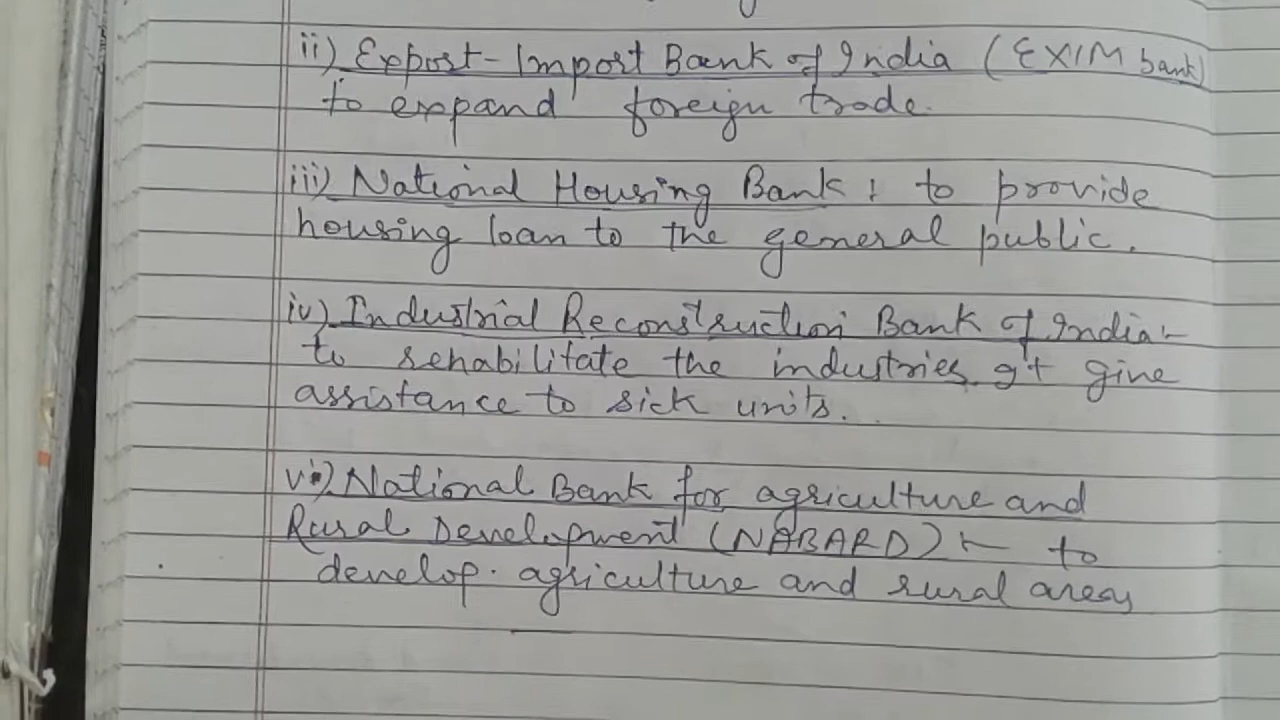 ii) Export-Import Bank of India (EXIM bank)
to expand foreign trade.
iii) National Housing Bank : to provide
housing loan to the general public.
iv) Industrial Reconstruction Bank of India :-
to rehabilitate the industries. It give
assistance to sick units.
v) National Bank for agriculture and
Rural Development (NABARD) :- to
develop. agriculture and rural areas